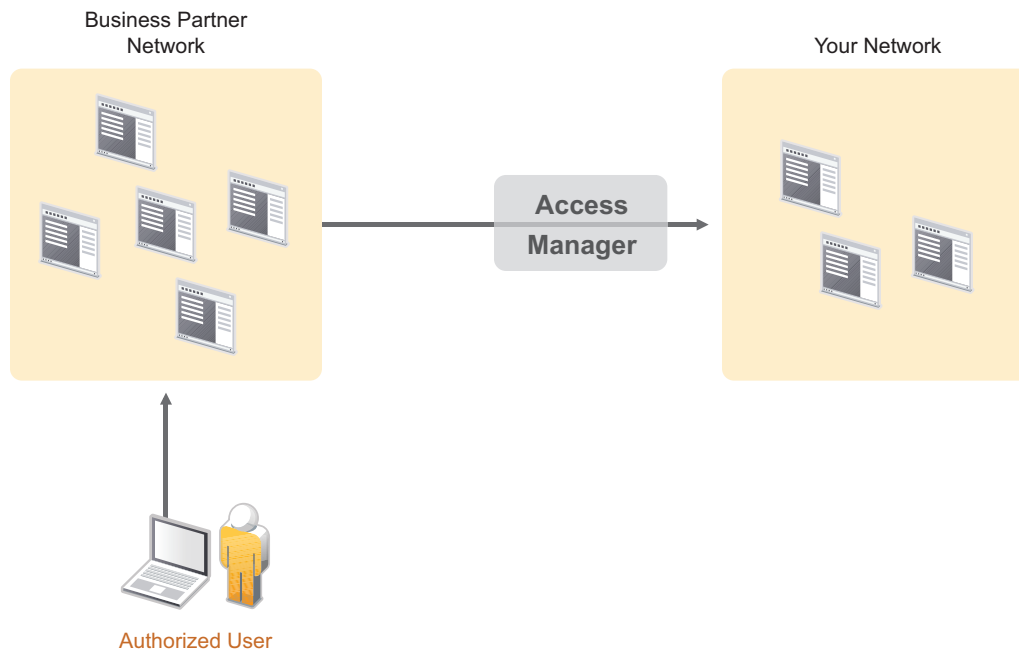 Business Partner
Network
Your Network
Access
Manager
Authorized User